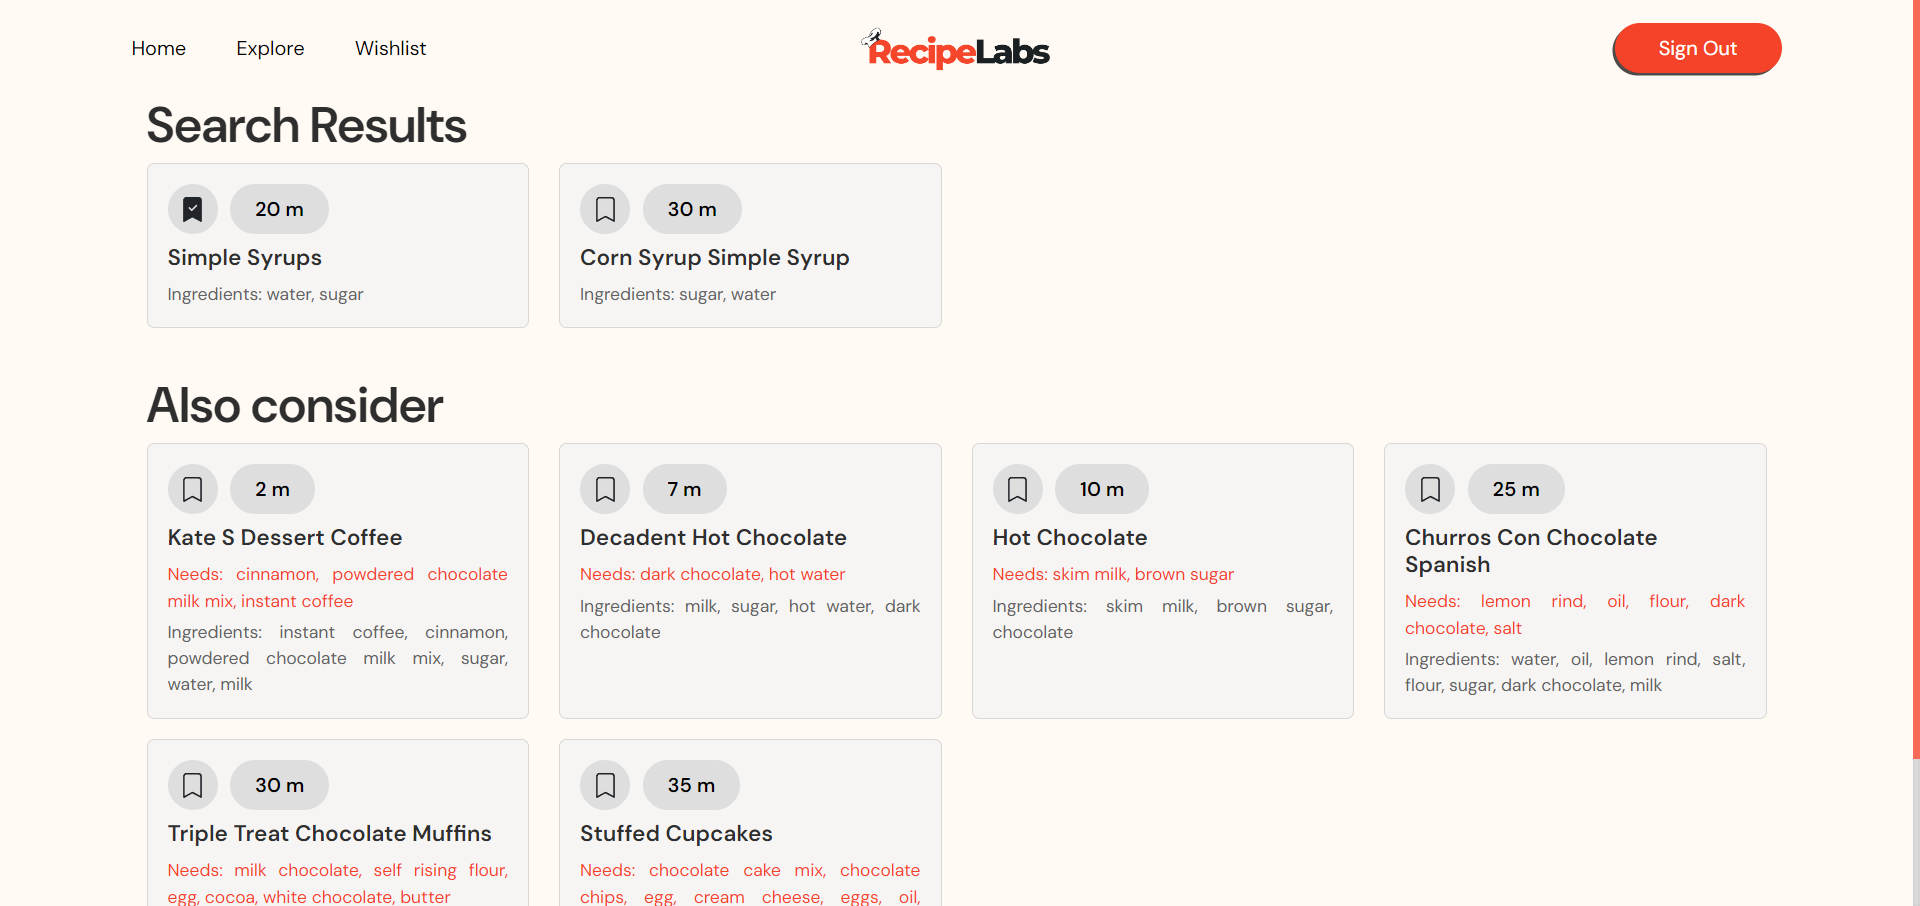 Home Explore Wishlist RecipeLabs Sign Out
Search Results
20 m
Simple Syrups
Ingredients: water, sugar
30 m
Corn Syrup Simple Syrup
Ingredients: sugar, water
Also consider
2 m
Kate S Dessert Coffee
Needs: cinnamon, powdered chocolate
milk mix, instant coffee
Ingredients: instant coffee, cinnamon,
powdered chocolate milk mix, sugar,
water, milk
7 m
Decadent Hot Chocolate
Needs: dark chocolate, hot water
Ingredients: milk, sugar, hot water, dark
chocolate
10 m
Hot Chocolate
Needs: skim milk, brown sugar
Ingredients: skim milk, brown sugar,
chocolate
25 m
Churros Con Chocolate
Spanish
Needs: lemon rind, oil, flour, dark
chocolate, salt
Ingredients: water, oil, lemon rind, salt,
flour, sugar, dark chocolate, milk
30 m
Triple Treat Chocolate Muffins
Needs: milk chocolate, self rising flour,
egg, cocoa, white chocolate, butter
35 m
Stuffed Cupcakes
Needs: chocolate cake mix, chocolate
chips, egg, cream cheese, eggs, oil,